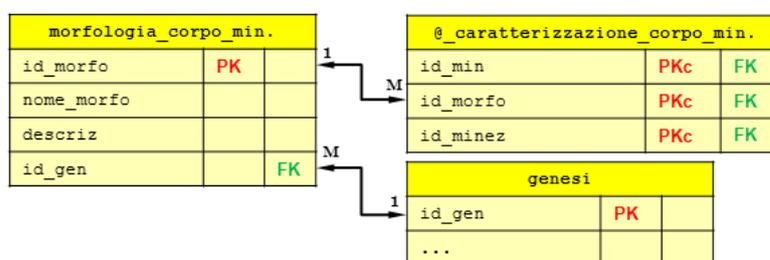 morfologia_corpo_min.
id_morfo PK
nome_morfo
descriz
id_gen FK
1
M
M
1
@_caratterizzazione_corpo_min.
id_min PKc FK
id_morfo PKc FK
id_minez PKc FK
genesi
id_gen PK
...